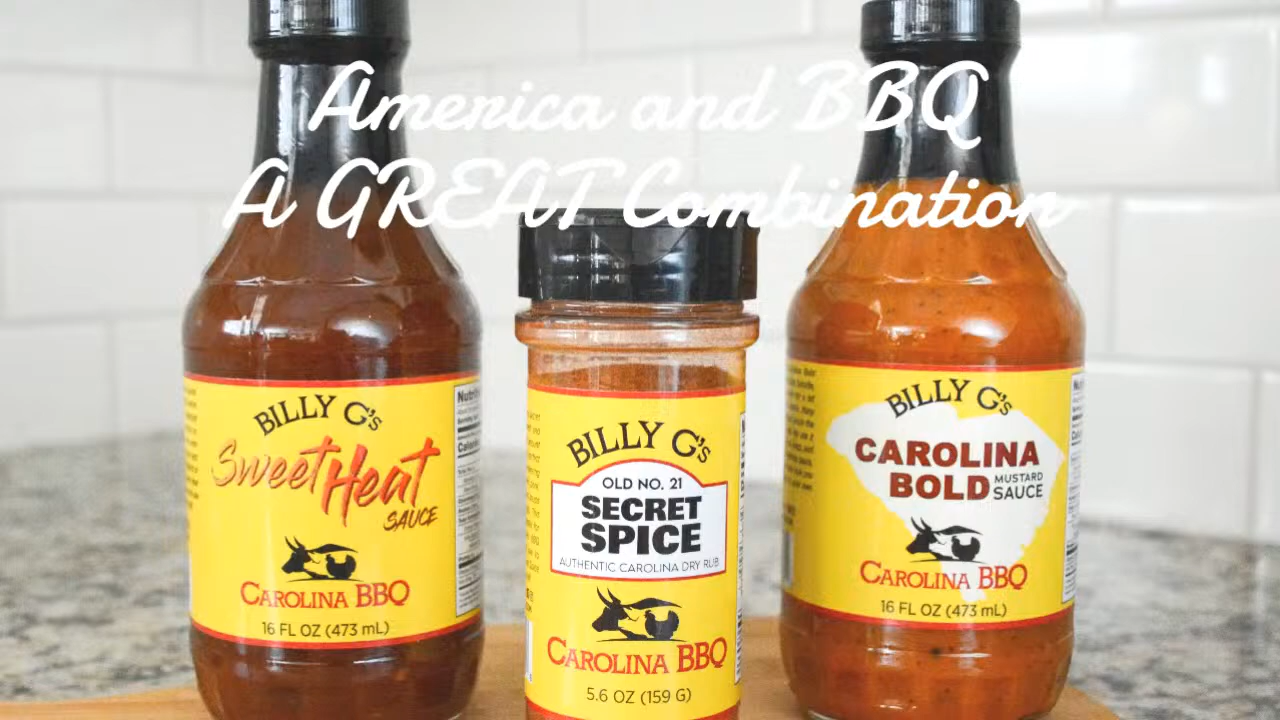 America and BBQ
A GREAT Combination
BILLY G's
Sweet Heat
SAUCE
CAROLINA BBQ
16 FL OZ (473 mL)
BILLY G's
OLD NO. 21
SECRET
SPICE
AUTHENTIC CAROLINA DRY RUB
CAROLINA BBQ
5.6 OZ (159 G)
BILLY G's
CAROLINA
BOLD MUSTARD SAUCE
CAROLINA BBQ
16 FL OZ (473 mL)